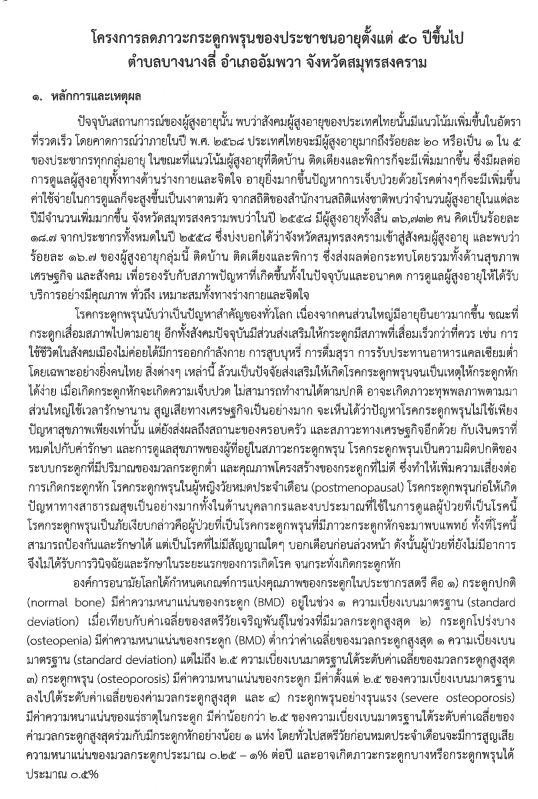 โครงการลดภาวะกระดูกพรุนของประชาชนอายุตั้งแต่ ๕๐ ปีขึ้นไป
ตำบลบางนางลี่ อำเภออัมพวา จังหวัดสมุทรสงคราม
๑. หลักการและเหตุผล
ปัจจุบันสถานการณ์ของผู้สูงอายุนั้น พบว่าสังคมผู้สูงอายุของประเทศไทยนั้นมีแนวโน้มเพิ่มขึ้นในอัตรา
ที่รวดเร็ว โดยคาดการณ์ว่าภายในปี พ.ศ. ๒๕๖๘ ประเทศไทยจะมีผู้สูงอายุมากถึงร้อยละ ๒๐ หรือเป็น ๑ ใน ๕
ของประชากรทุกกลุ่มอายุ ในขณะที่แนวโน้มผู้สูงอายุที่ติดบ้าน ติดเตียงและพิการก็จะมีเพิ่มมากขึ้น ซึ่งมีผลต่อ
การดูแลผู้สูงอายุทั้งทางด้านร่างกายและจิตใจ อายุยิ่งมากขึ้นปัญหาการเจ็บป่วยด้วยโรคต่างๆก็จะมีเพิ่มขึ้น
ค่าใช้จ่ายในการดูแลก็จะสูงขึ้นเป็นเงาตามตัว จากสถิติของสำนักงานสถิติแห่งชาติพบว่าจำนวนผู้สูงอายุในแต่ละ
ปีมีจำนวนเพิ่มมากขึ้น จังหวัดสมุทรสงครามพบว่าในปี ๒๕๕๘ มีผู้สูงอายุทั้งสิ้น ๓๖,๗๓๒ คน คิดเป็นร้อยละ
๑๘.๗ จากประชากรทั้งหมดในปี ๒๕๕๘ ซึ่งบ่งบอกได้ว่าจังหวัดสมุทรสงครามเข้าสู่สังคมผู้สูงอายุ และพบว่า
ร้อยละ ๑๖.๗ ของผู้สูงอายุกลุ่มนี้ ติดบ้าน ติดเตียงและพิการ ซึ่งส่งผลต่อกระทบโดยรวมทั้งด้านสุขภาพ
เศรษฐกิจ และสังคม เพื่อรองรับกับสภาพปัญหาที่เกิดขึ้นทั้งในปัจจุบันและอนาคต การดูแลผู้สูงอายุให้ได้รับ
บริการอย่างมีคุณภาพ ทั่วถึง เหมาะสมทั้งทางร่างกายและจิตใจ
โรคกระดูกพรุนนับว่าเป็นปัญหาสำคัญของทั่วโลก เนื่องจากคนส่วนใหญ่มีอายุยืนยาวมากขึ้น ขณะที่
กระดูกเสื่อมสภาพไปตามอายุ อีกทั้งสังคมปัจจุบันมีส่วนส่งเสริมให้กระดูกมีสภาพที่เสื่อมเร็วกว่าที่ควร เช่น การ
ใช้ชีวิตในสังคมเมืองไม่ค่อยได้มีการออกกำลังกาย การสูบบุหรี่ การดื่มสุรา การรับประทานอาหารแคลเซียมต่ำ
โดยเฉพาะอย่างยิ่งคนไทย สิ่งต่างๆ เหล่านี้ ล้วนเป็นปัจจัยส่งเสริมให้เกิดโรคกระดูกพรุนจนเป็นเหตุให้กระดูกหัก
ได้ง่าย เมื่อเกิดกระดูกหักจะเกิดความเจ็บปวด ไม่สามารถทำงานได้ตามปกติ อาจจะเกิดภาวะทุพพลภาพตามมา
ส่วนใหญ่ใช้เวลารักษานาน สูญเสียทางเศรษฐกิจเป็นอย่างมาก จะเห็นได้ว่าปัญหาโรคกระดูกพรุนไม่ใช่เพียง
ปัญหาสุขภาพเพียงเท่านั้น แต่ยังส่งผลถึงสถานะของครอบครัว และสภาวะทางเศรษฐกิจอีกด้วย กับเงินตราที่
หมดไปกับค่ารักษา และการดูแลสุขภาพของผู้ที่อยู่ในสภาวะกระดูกพรุน โรคกระดูกพรุนเป็นความผิดปกติของ
ระบบกระดูกที่มีปริมาณของมวลกระดูกต่ำ และคุณภาพโครงสร้างของกระดูกที่ไม่ดี ซึ่งทำให้เพิ่มความเสี่ยงต่อ
การเกิดกระดูกหัก โรคกระดูกพรุนในผู้หญิงวัยหมดประจำเดือน (postmenopausal) โรคกระดูกพรุนก่อให้เกิด
ปัญหาทางสาธารณสุขเป็นอย่างมากทั้งในด้านบุคลากรและงบประมาณที่ใช้ในการดูแลผู้ป่วยที่เป็นโรคนี้
โรคกระดูกพรุนเป็นภัยเงียบกล่าวคือผู้ป่วยที่เป็นโรคกระดูกพรุนที่มีภาวะกระดูกหักจะมาพบแพทย์ ทั้งที่โรคนี้
สามารถป้องกันและรักษาได้ แต่เป็นโรคที่ไม่มีสัญญาณใดๆ บอกเตือนก่อนล่วงหน้า ดังนั้นผู้ป่วยที่ยังไม่มีอาการ
จึงไม่ได้รับการวินิจฉัยและรักษาในระยะแรกของการเกิดโรค จนกระทั่งเกิดกระดูกหัก
องค์การอนามัยโลกได้กำหนดเกณฑ์การแบ่งคุณภาพของกระดูกในประชากรสตรี คือ ๑) กระดูกปกติ
(normal bone) มีค่าความหนาแน่นของกระดูก (BMD) อยู่ในช่วง ๑ ความเบี่ยงเบนมาตรฐาน (standard
deviation) เมื่อเทียบกับค่าเฉลี่ยของสตรีวัยเจริญพันธุ์ในช่วงที่มีมวลกระดูกสูงสุด ๒) กระดูกโปร่งบาง
(osteopenia) มีค่าความหนาแน่นของกระดูก (BMD) ต่ำกว่าค่าเฉลี่ยของมวลกระดูกสูงสุด ๑ ความเบี่ยงเบน
มาตรฐาน (standard deviation) แต่ไม่ถึง ๒.๕ ความเบี่ยงเบนมาตรฐานใต้ระดับค่าเฉลี่ยของมวลกระดูกสูงสุด
๓) กระดูกพรุน (osteoporosis) มีค่าความหนาแน่นของกระดูก มีค่าตั้งแต่ ๒.๕ ของความเบี่ยงเบนมาตรฐาน
ลงไปใต้ระดับค่าเฉลี่ยของค่ามวลกระดูกสูงสุด และ ๔) กระดูกพรุนอย่างรุนแรง (severe osteoporosis)
มีค่าความหนาแน่นของแร่ธาตุในกระดูก มีค่าน้อยกว่า ๒.๕ ของความเบี่ยงเบนมาตรฐานใต้ระดับค่าเฉลี่ยของ
ค่ามวลกระดูกสูงสุดร่วมกับมีกระดูกหักอย่างน้อย ๑ แห่ง โดยทั่วไปสตรีวัยก่อนหมดประจำเดือนจะมีการสูญเสีย
ความหนาแน่นของมวลกระดูกประมาณ ๐.๒๕ – ๑% ต่อปี และอาจเกิดภาวะกระดูกบางหรือกระดูกพรุนได้
ประมาณ ๐.๕%